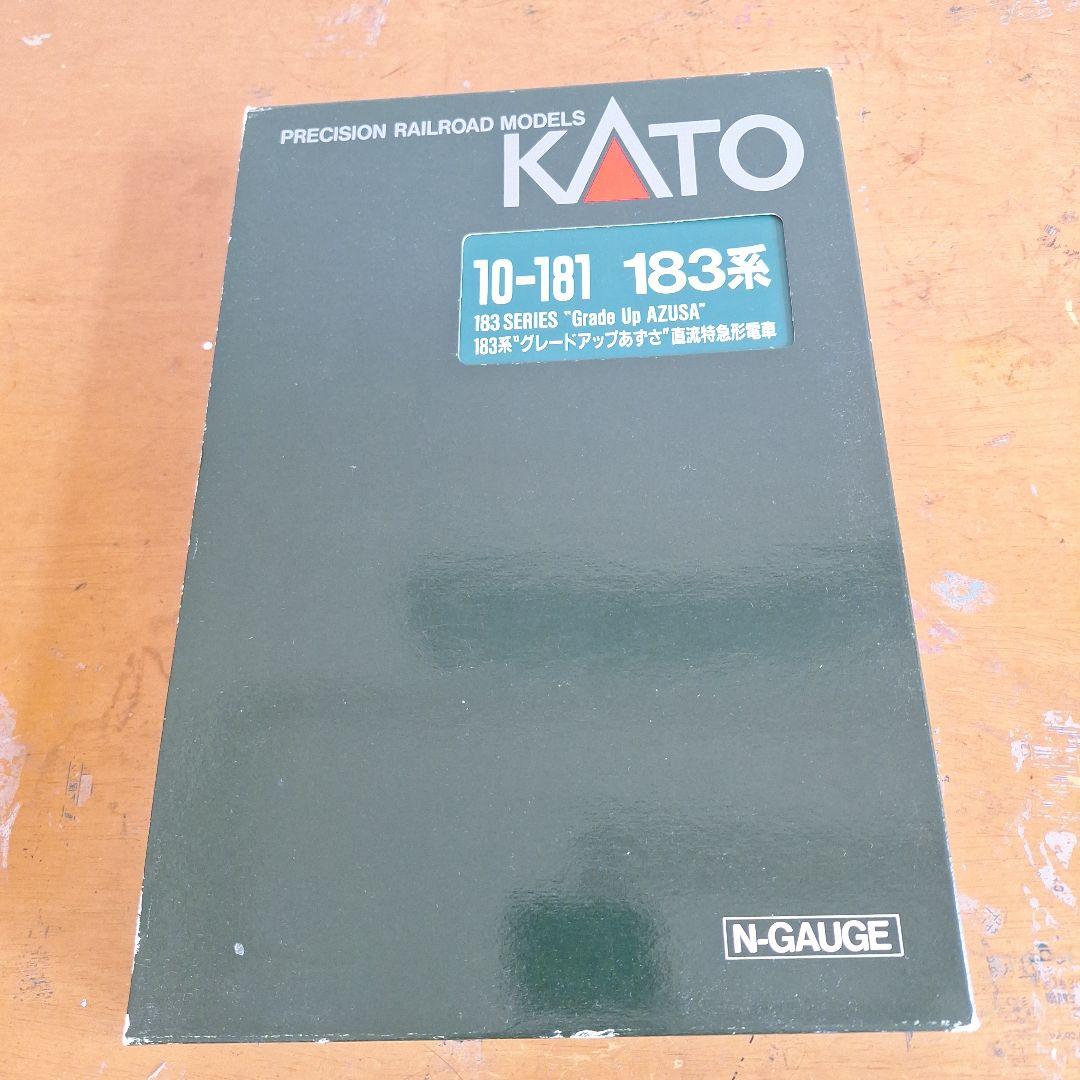 PRECISION RAILROAD MODELS
KATO
10-181 183系
183 SERIES "Grade Up AZUSA"
183系"グレードアップあずさ"直流特急形電車
N-GAUGE